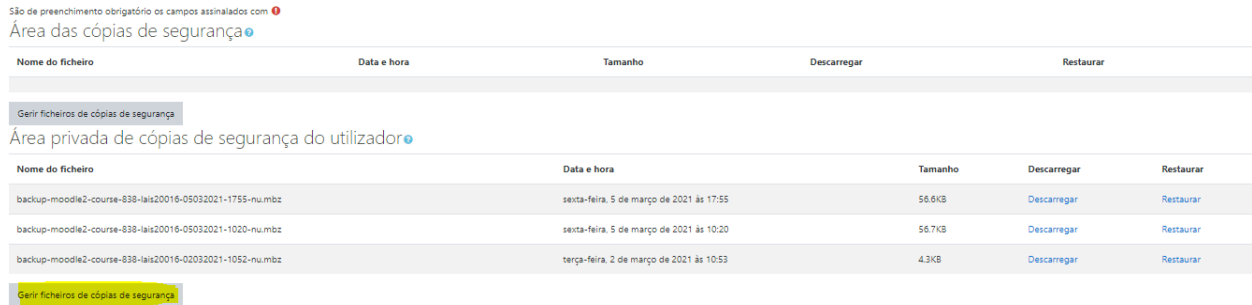 São de preenchimento obrigatório os campos assinalados com
Área das cópias de segurança
Nome do ficheiro Data e hora Tamanho Descarregar Restaurar
Gerir ficheiros de cópias de segurança
Área privada de cópias de segurança do utilizador
Nome do ficheiro Data e hora Tamanho Descarregar Restaurar
backup-moodle2-course-838-lais20016-05032021-1755-nu.mbz sexta-feira, 5 de março de 2021 às 17:55 56.6KB Descarregar Restaurar
backup-moodle2-course-838-lais20016-05032021-1020-nu.mbz sexta-feira, 5 de março de 2021 às 10:20 56.7KB Descarregar Restaurar
backup-moodle2-course-838-lais20016-02032021-1052-nu.mbz terça-feira, 2 de março de 2021 às 10:53 4.3KB Descarregar Restaurar
Gerir ficheiros de cópias de segurança